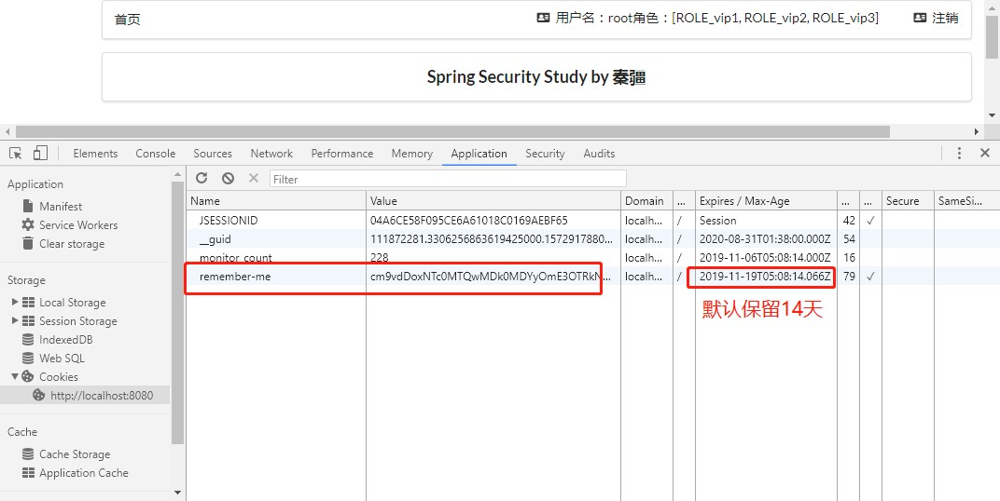 首页 用户名：root角色：[ROLE_vip1, ROLE_vip2, ROLE_vip3] 注销
Spring Security Study by 秦疆
Elements Console Sources Network Performance Memory Application Security Audits
Application
Manifest
Service Workers
Clear storage
Storage
Local Storage
Session Storage
IndexedDB
Web SQL
Cookies
http://localhost:8080
Cache
Cache Storage
Application Cache
Filter
Name Value Domain ... Expires / Max-Age ... ... Secure SameSi...
JSESSIONID 04A6CE58F095CE6A61018C0169AEBF65 localh... / Session 42 ✓
__guid 111872281.3306256863619425000.1572917880... localh... / 2020-08-31T01:38:00.000Z 54
monitor_count 228 localh... / 2019-11-06T05:08:14.000Z 16
remember-me cm9vdDoxNTc0MTQwMDk0MDYyOmE3OTRkN... localh... / 2019-11-19T05:08:14.066Z 79 ✓
默认保留14天